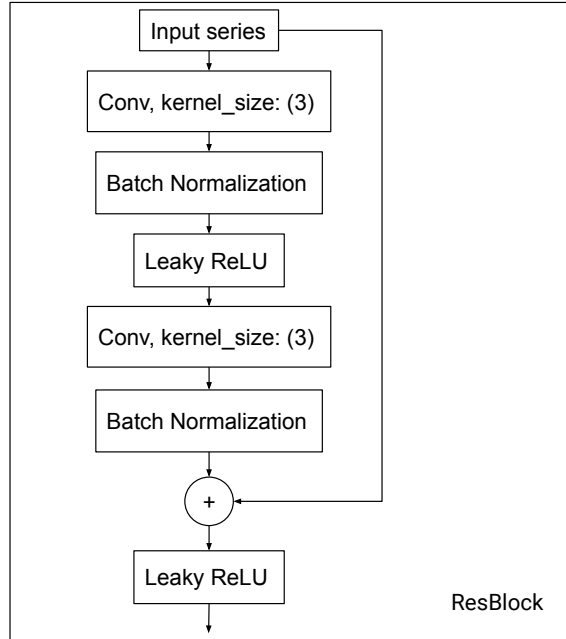 Input series
Conv, kernel_size: (3)
Batch Normalization
Leaky ReLU
Conv, kernel_size: (3)
Batch Normalization
+
Leaky ReLU
ResBlock